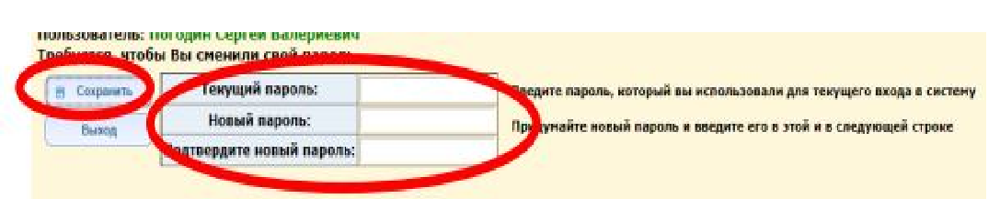 Пользователь: Погодин Сергей Валериевич
Требуется, чтобы Вы сменили свой пароль
Сохранить
Текущий пароль:
Введите пароль, который вы использовали для текущего входа в систему
Выход
Новый пароль:
Придумайте новый пароль и введите его в этой и в следующей строке
Подтвердите новый пароль: